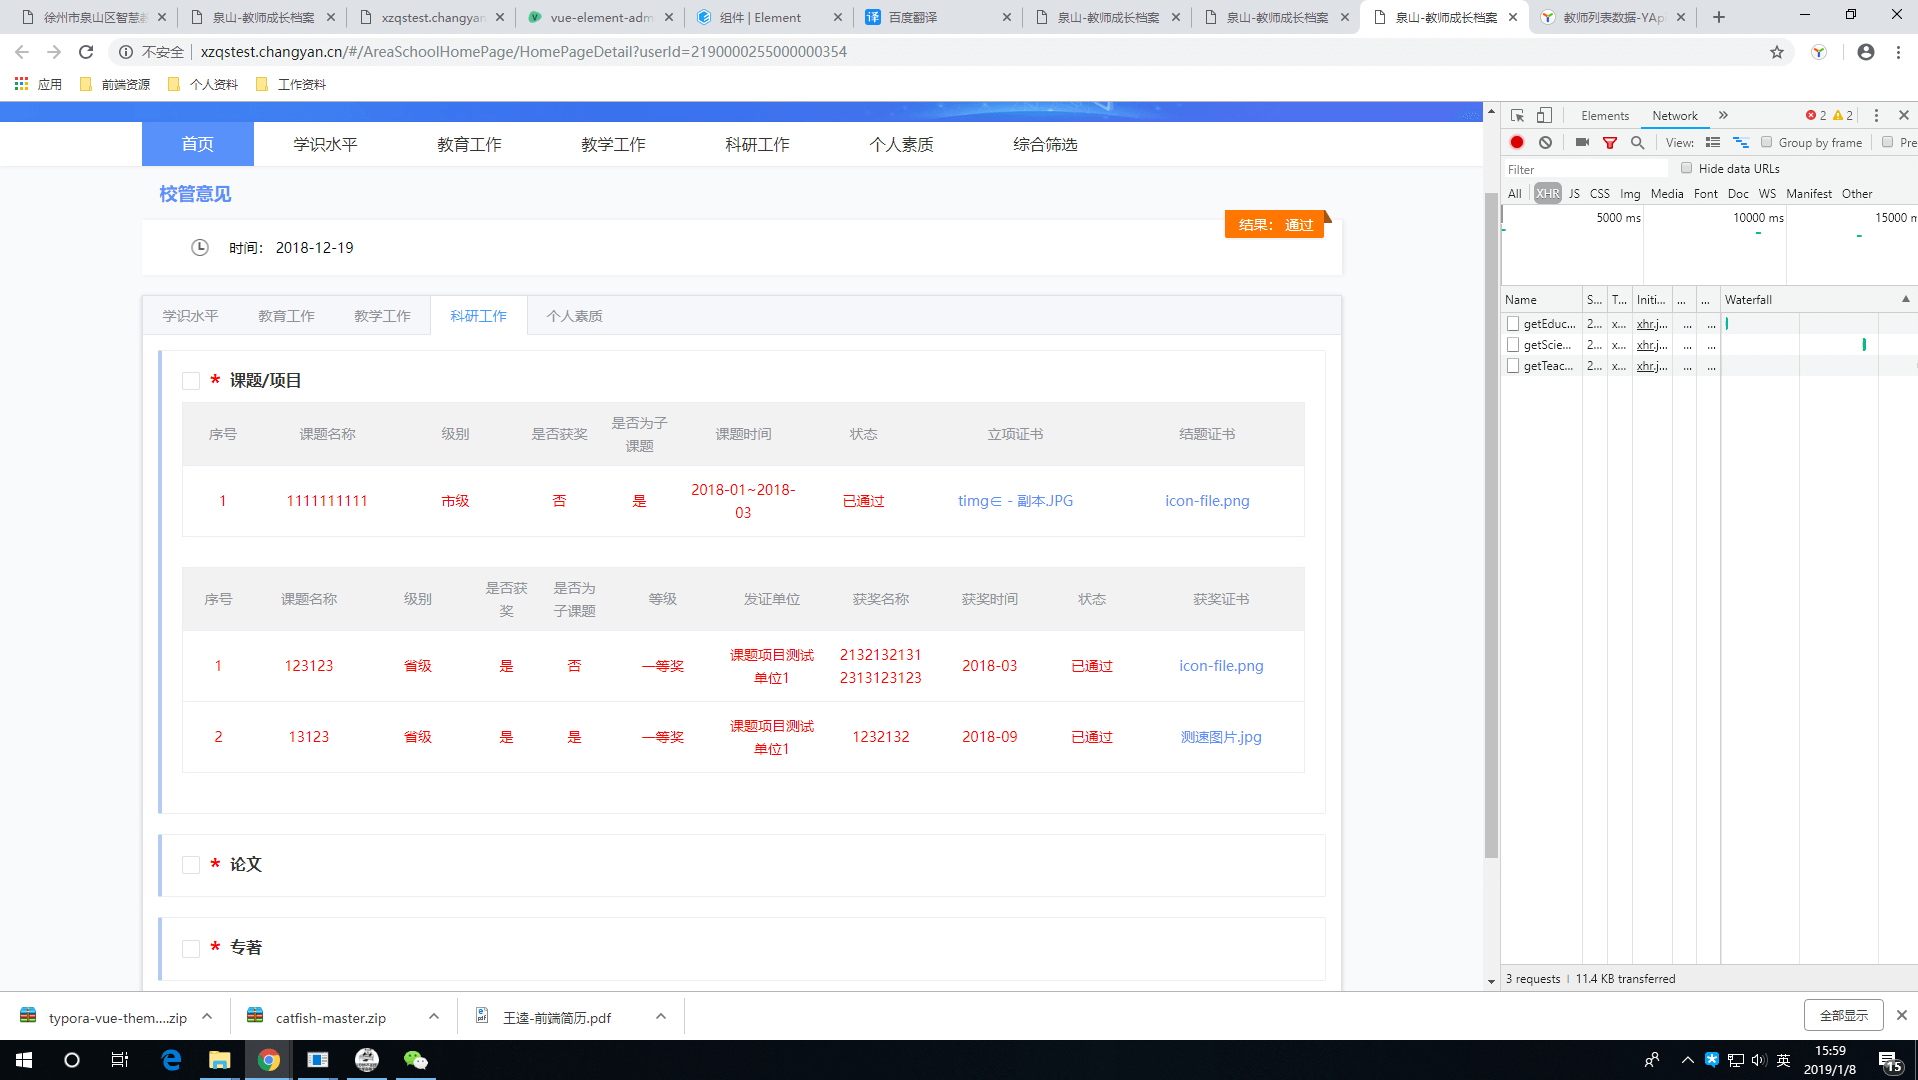 徐州市泉山区智慧
泉山-教师成长档案
xzqstest.changyan
vue-element-adm
组件 | Element
百度翻译
泉山-教师成长档案
泉山-教师成长档案
泉山-教师成长档案
教师列表数据-YAp
不安全 xzqstest.changyan.cn/#/AreaSchoolHomePage/HomePageDetail?userId=2190000255000000354
应用 前端资源 个人资料 工作资料
首页 学识水平 教育工作 教学工作 科研工作 个人素质 综合筛选
校管意见
结果： 通过
时间： 2018-12-19
学识水平 教育工作 教学工作 科研工作 个人素质
* 课题/项目
序号 课题名称 级别 是否获奖 是否为子课题 课题时间 状态 立项证书 结题证书
1 1111111111 市级 否 是 2018-01~2018-03 已通过 timg∈ - 副本.JPG icon-file.png
序号 课题名称 级别 是否获奖 是否为子课题 等级 发证单位 获奖名称 获奖时间 状态 获奖证书
1 123123 省级 是 否 一等奖 课题项目测试单位1 21321321312313123123 2018-03 已通过 icon-file.png
2 13123 省级 是 是 一等奖 课题项目测试单位1 1232132 2018-09 已通过 测速图片.jpg
* 论文
* 专著
Elements Network » 2 2
View: Group by frame Pre
Filter Hide data URLs
All XHR JS CSS Img Media Font Doc WS Manifest Other
5000 ms 10000 ms 15000 m
Name S... T... Initi... ... ... Waterfall
getEduc... 2... x... xhr.j... ... ...
getScie... 2... x... xhr.j... ... ...
getTeac... 2... x... xhr.j... ... ...
3 requests | 11.4 KB transferred
typora-vue-them....zip
catfish-master.zip
王逵-前端简历.pdf
全部显示
英
15:59
2019/1/8
15